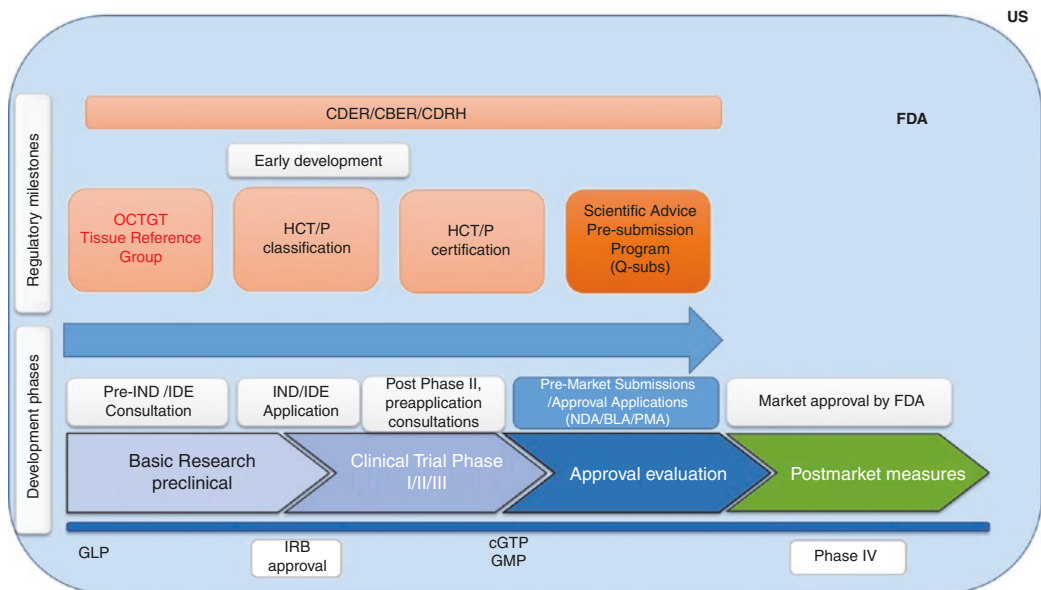 US
FDA
Regulatory milestones
CDER/CBER/CDRH
Early development
OCTGT
Tissue Reference
Group
HCT/P
classification
HCT/P
certification
Scientific Advice
Pre-submission
Program
(Q-subs)
Development phases
Pre-IND /IDE
Consultation
IND/IDE
Application
Post Phase II,
preapplication
consultations
Pre-Market Submissions
/Approval Applications
(NDA/BLA/PMA)
Market approval by FDA
Basic Research
preclinical
Clinical Trial Phase
I/II/III
Approval evaluation
Postmarket measures
GLP
IRB
approval
cGTP
GMP
Phase IV